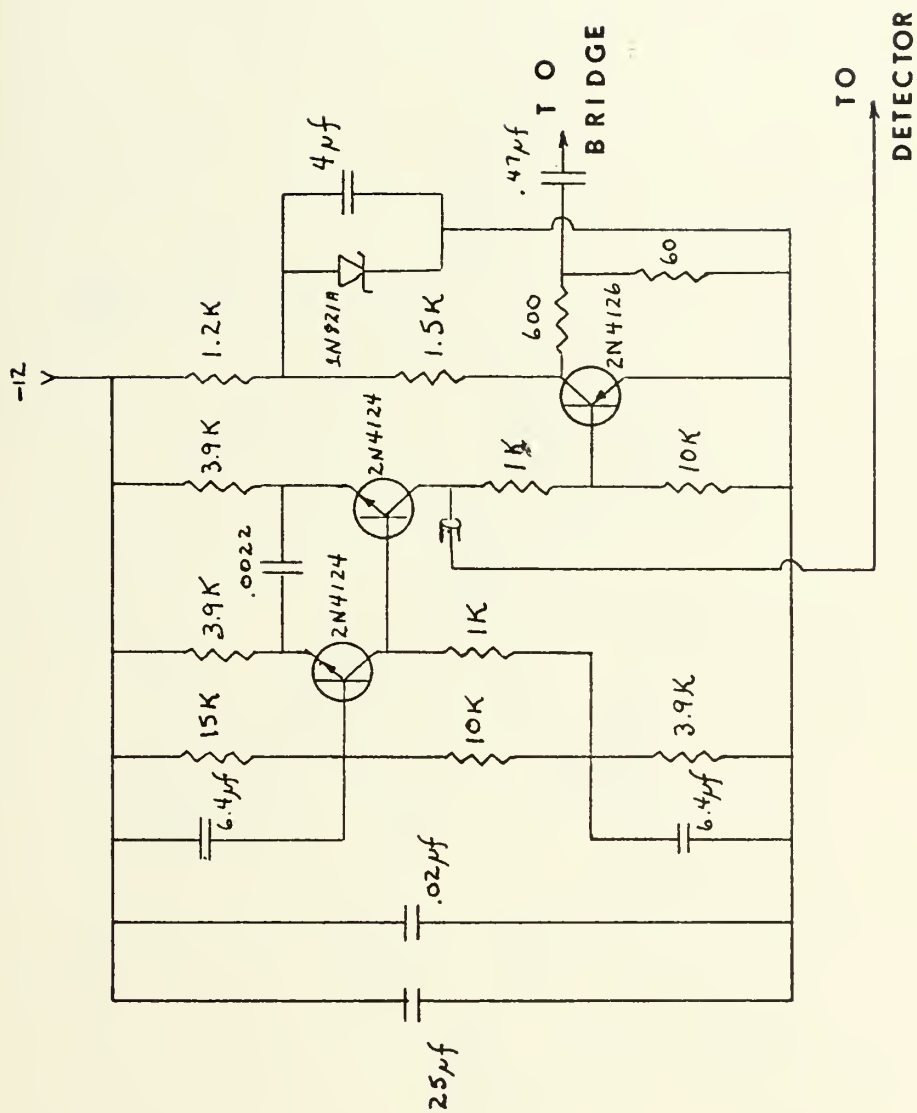 -12
1.2K
3.9K
3.9K
15K
6.4µf
.0022
2N4124
2N4124
1N821A
4µf
1.5K
.47µf
TO
BRIDGE
600
60
2N4126
1K
1K
10K
10K
3.9K
6.4µf
.02µf
25µf
TO
DETECTOR